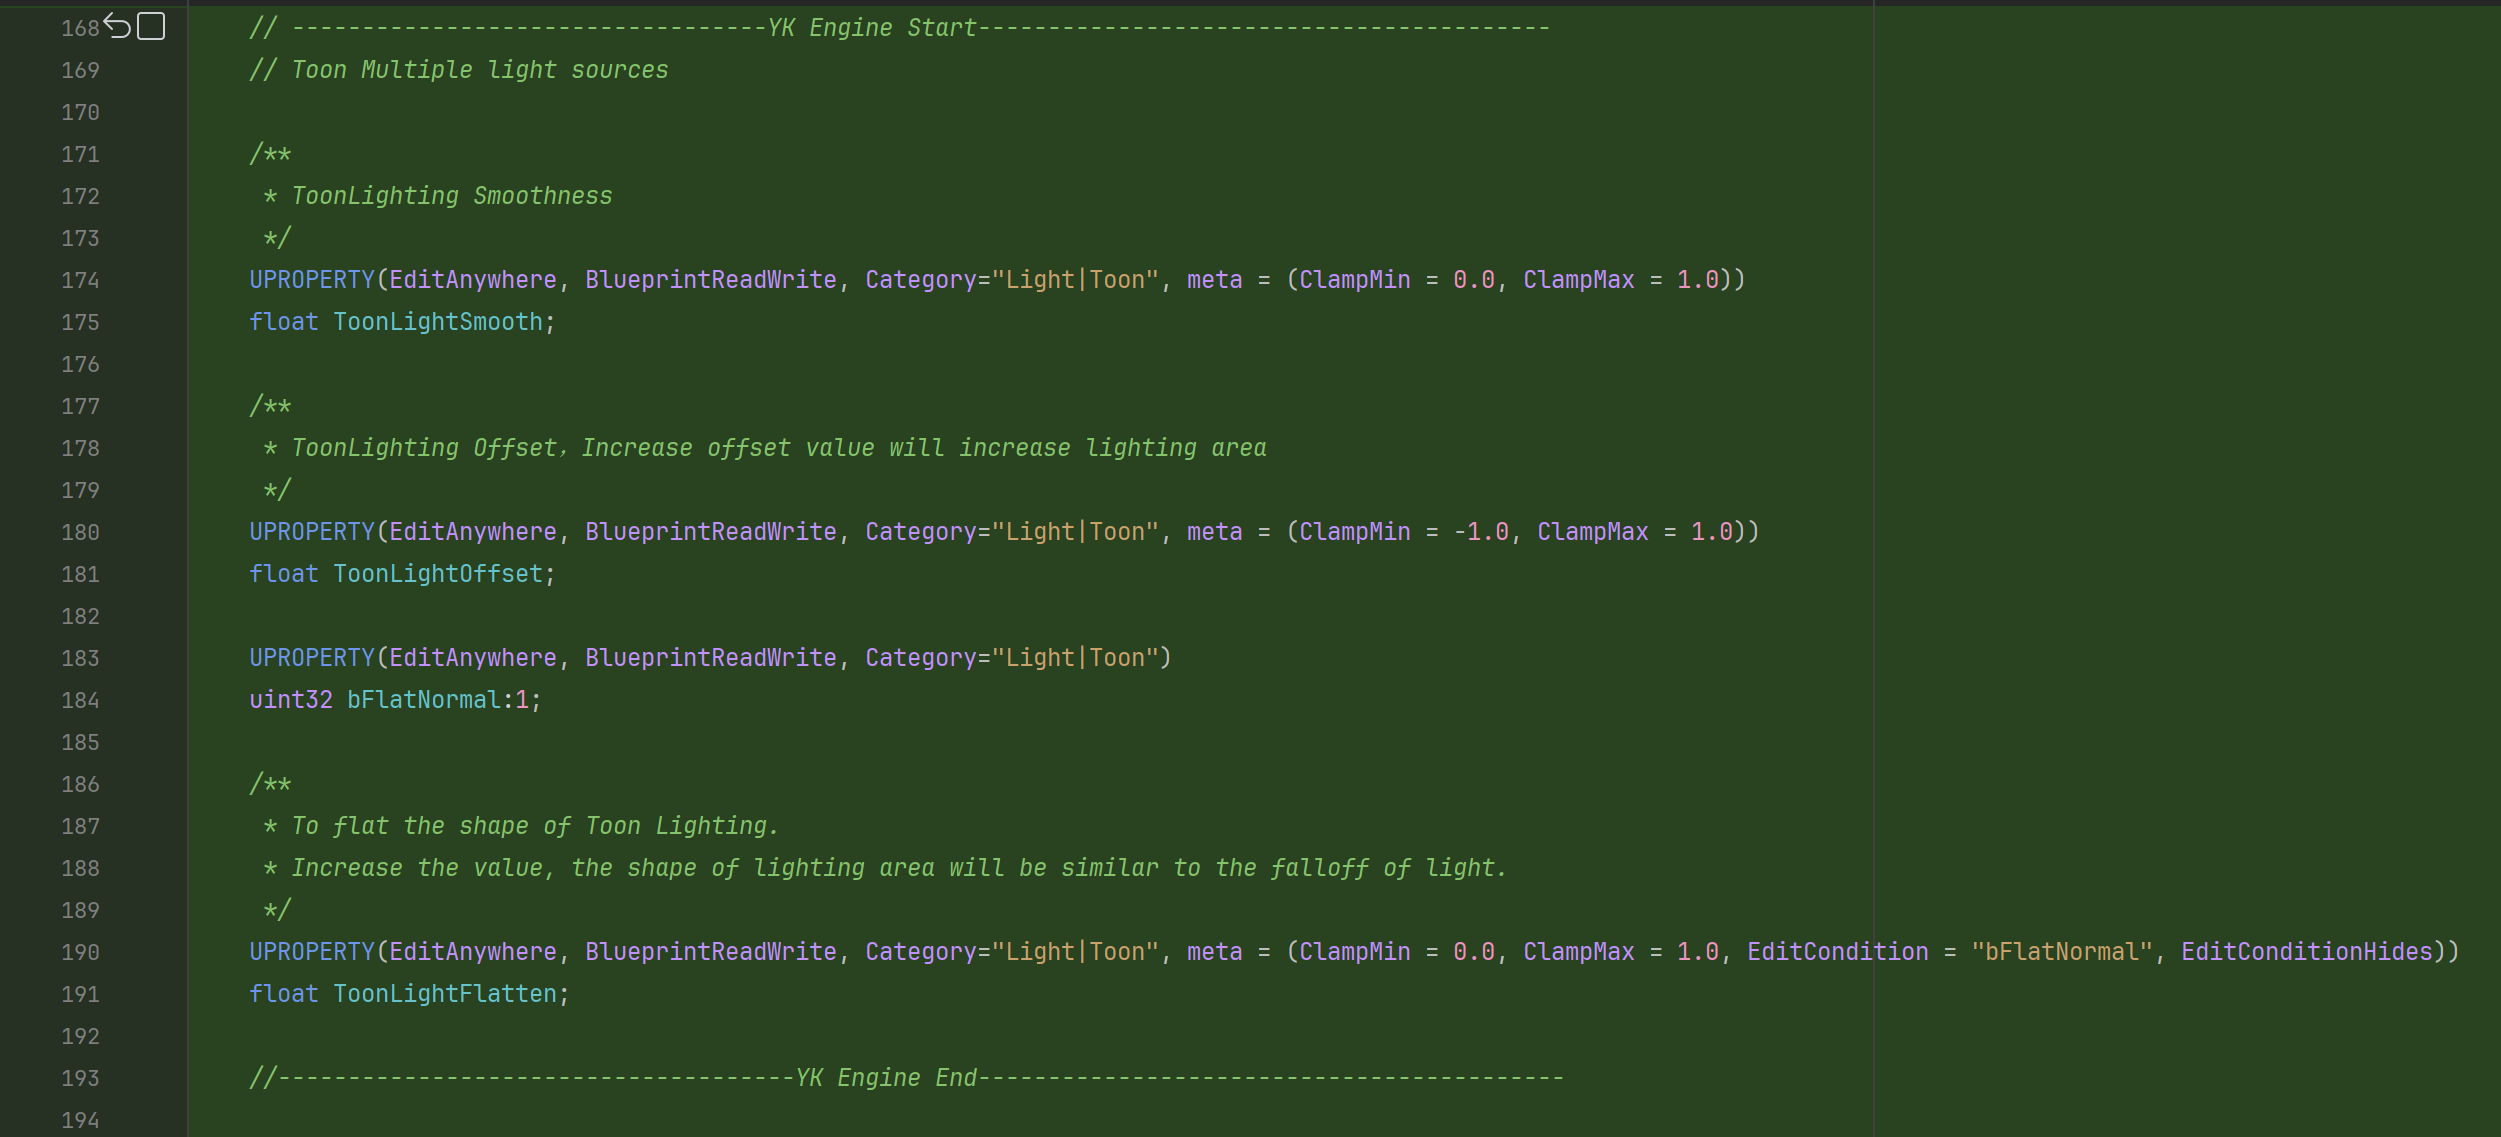 168 // ----------------------------------YK Engine Start-----------------------------------------
169 // Toon Multiple light sources
170
171 /**
172 * ToonLighting Smoothness
173 */
174 UPROPERTY(EditAnywhere, BlueprintReadWrite, Category="Light|Toon", meta = (ClampMin = 0.0, ClampMax = 1.0))
175 float ToonLightSmooth;
176
177 /**
178 * ToonLighting Offset，Increase offset value will increase lighting area
179 */
180 UPROPERTY(EditAnywhere, BlueprintReadWrite, Category="Light|Toon", meta = (ClampMin = -1.0, ClampMax = 1.0))
181 float ToonLightOffset;
182
183 UPROPERTY(EditAnywhere, BlueprintReadWrite, Category="Light|Toon")
184 uint32 bFlatNormal:1;
185
186 /**
187 * To flat the shape of Toon Lighting.
188 * Increase the value, the shape of lighting area will be similar to the falloff of light.
189 */
190 UPROPERTY(EditAnywhere, BlueprintReadWrite, Category="Light|Toon", meta = (ClampMin = 0.0, ClampMax = 1.0, EditCondition = "bFlatNormal", EditConditionHides))
191 float ToonLightFlatten;
192
193 //-------------------------------------YK Engine End------------------------------------------
194